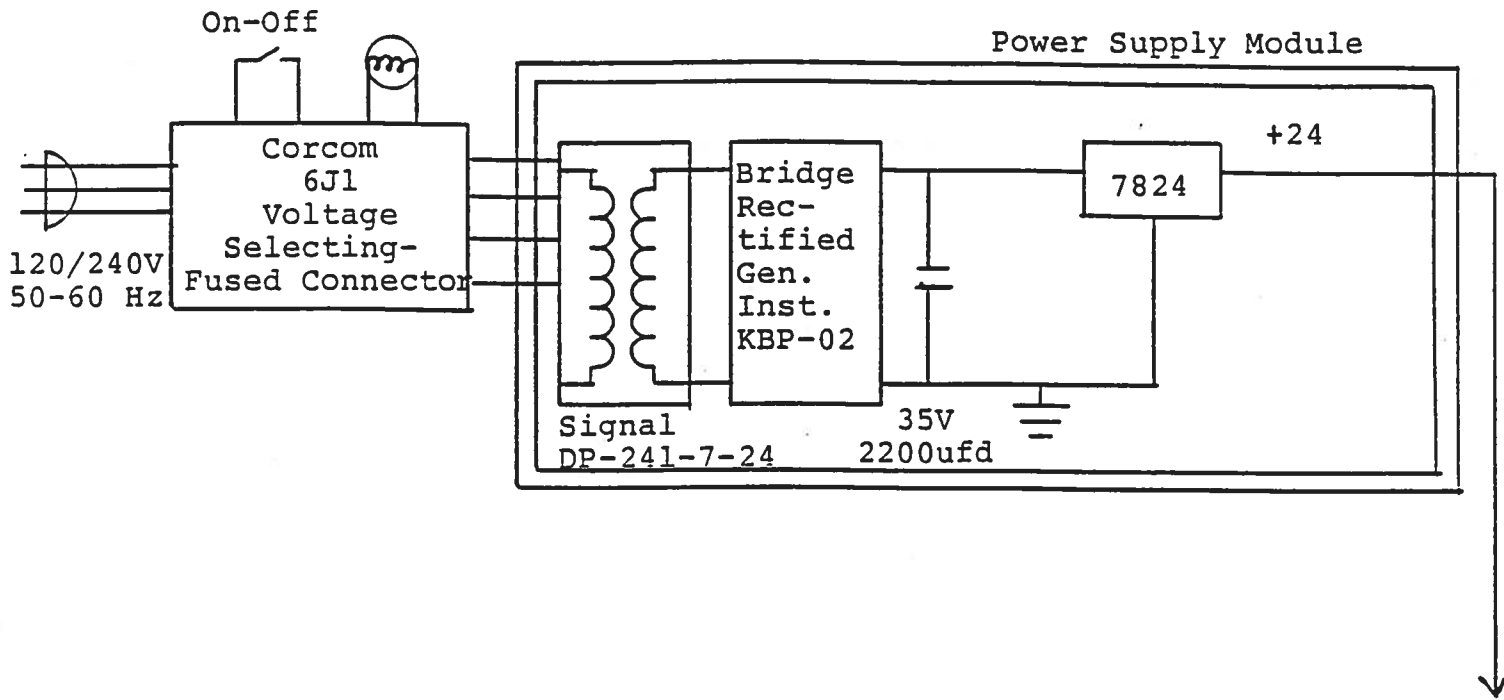 On-Off
Power Supply Module
Corcom
6J1
Voltage
Selecting-
Fused Connector
120/240V
50-60 Hz
Bridge
Rec-
tified
Gen.
Inst.
KBP-02
7824
+24
Signal
DP-241-7-24
35V
2200ufd